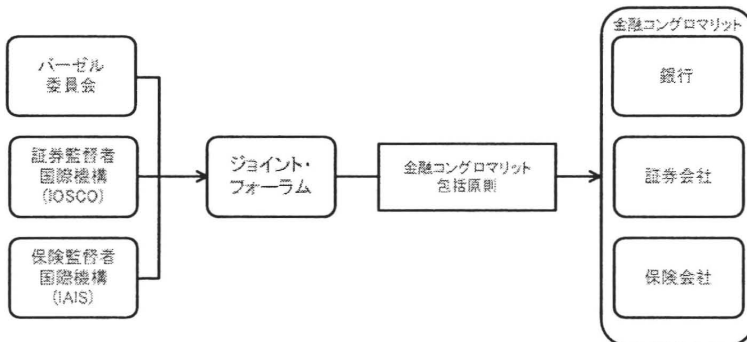 バーゼル
委員会
証券監督者
国際機構
(IOSCO)
保険監督者
国際機構
(IAIS)
ジョイント・
フォーラム
金融コングロマリット
包括原則
金融コングロマリット
銀行
証券会社
保険会社